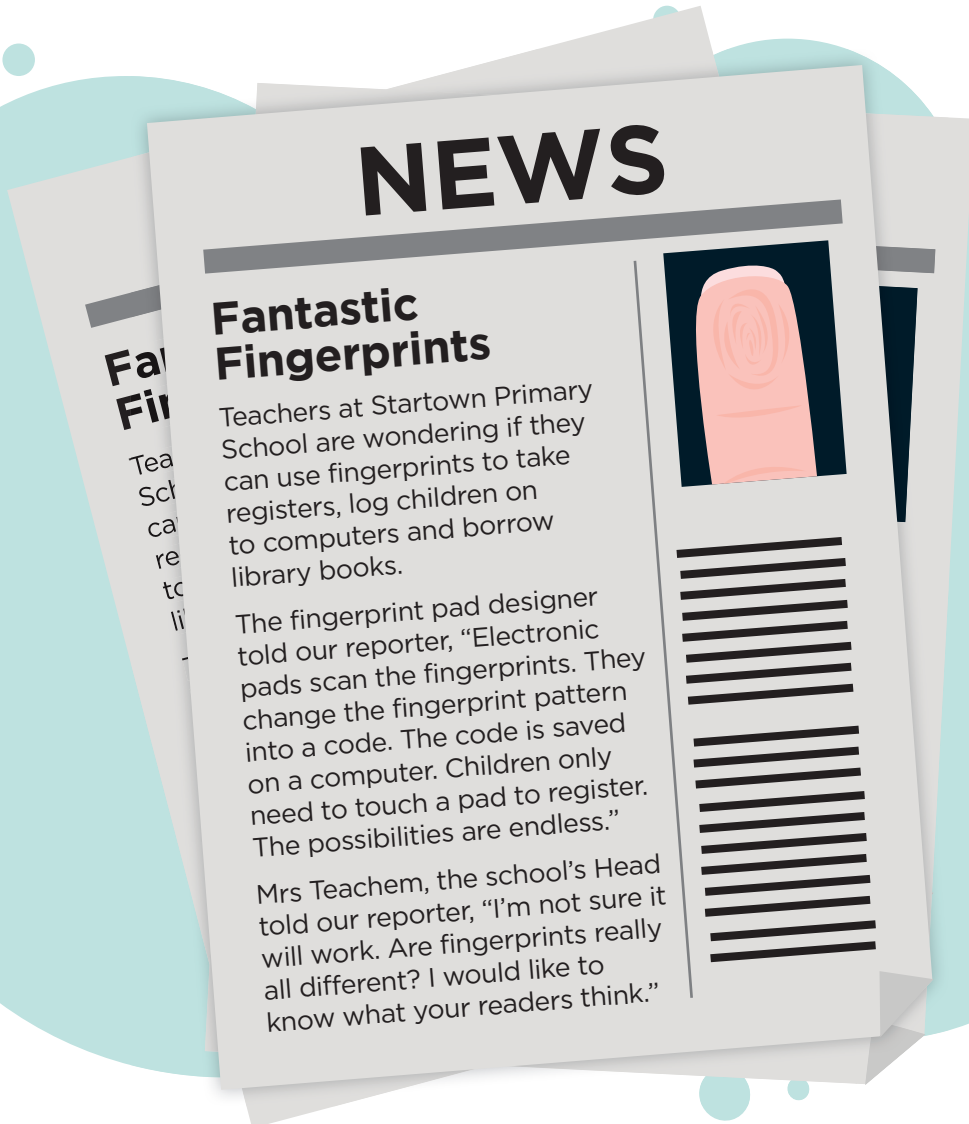 NEWS
Fantastic
Fingerprints
Teachers at Startown Primary
School are wondering if they
can use fingerprints to take
registers, log children on
to computers and borrow
library books.
The fingerprint pad designer
told our reporter, “Electronic
pads scan the fingerprints. They
change the fingerprint pattern
into a code. The code is saved
on a computer. Children only
need to touch a pad to register.
The possibilities are endless.”
Mrs Teachem, the school’s Head
told our reporter, “I’m not sure it
will work. Are fingerprints really
all different? I would like to
know what your readers think.”